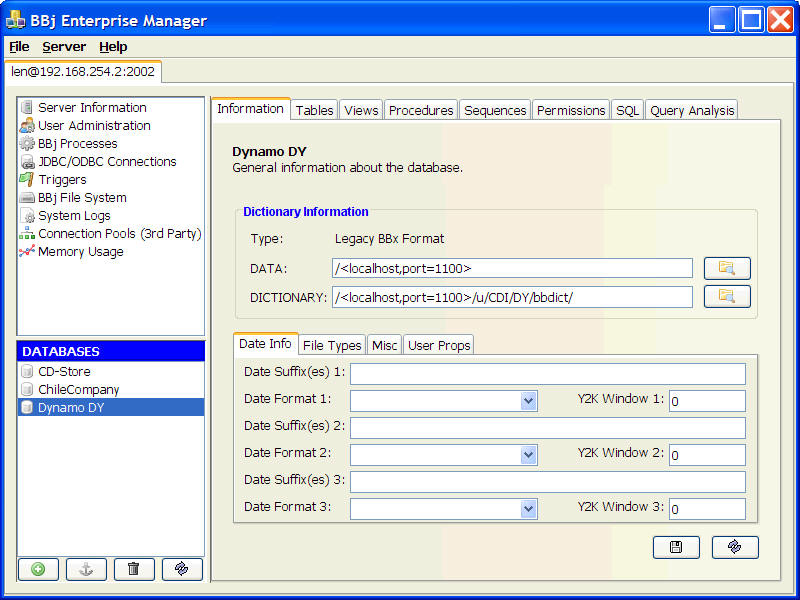 BBj Enterprise Manager
File Server Help
len@192.168.254.2:2002
Server Information
User Administration
BBj Processes
JDBC/ODBC Connections
Triggers
BBj File System
System Logs
Connection Pools (3rd Party)
Memory Usage
DATABASES
CD-Store
ChileCompany
Dynamo DY
Information Tables Views Procedures Sequences Permissions SQL Query Analysis
Dynamo DY
General information about the database.
Dictionary Information
Type: Legacy BBx Format
DATA: /<localhost,port=1100>
DICTIONARY: /<localhost,port=1100>/u/CDI/DY/bbdict/
Date Info File Types Misc User Props
Date Suffix(es) 1:
Date Format 1: Y2K Window 1: 0
Date Suffix(es) 2:
Date Format 2: Y2K Window 2: 0
Date Suffix(es) 3:
Date Format 3: Y2K Window 3: 0